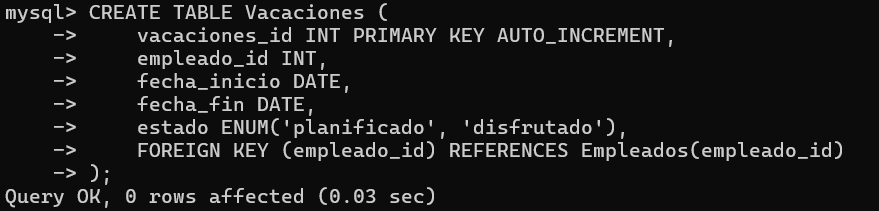 mysql> CREATE TABLE Vacaciones (
    ->     vacaciones_id INT PRIMARY KEY AUTO_INCREMENT,
    ->     empleado_id INT,
    ->     fecha_inicio DATE,
    ->     fecha_fin DATE,
    ->     estado ENUM('planificado', 'disfrutado'),
    ->     FOREIGN KEY (empleado_id) REFERENCES Empleados(empleado_id)
    -> );
Query OK, 0 rows affected (0.03 sec)